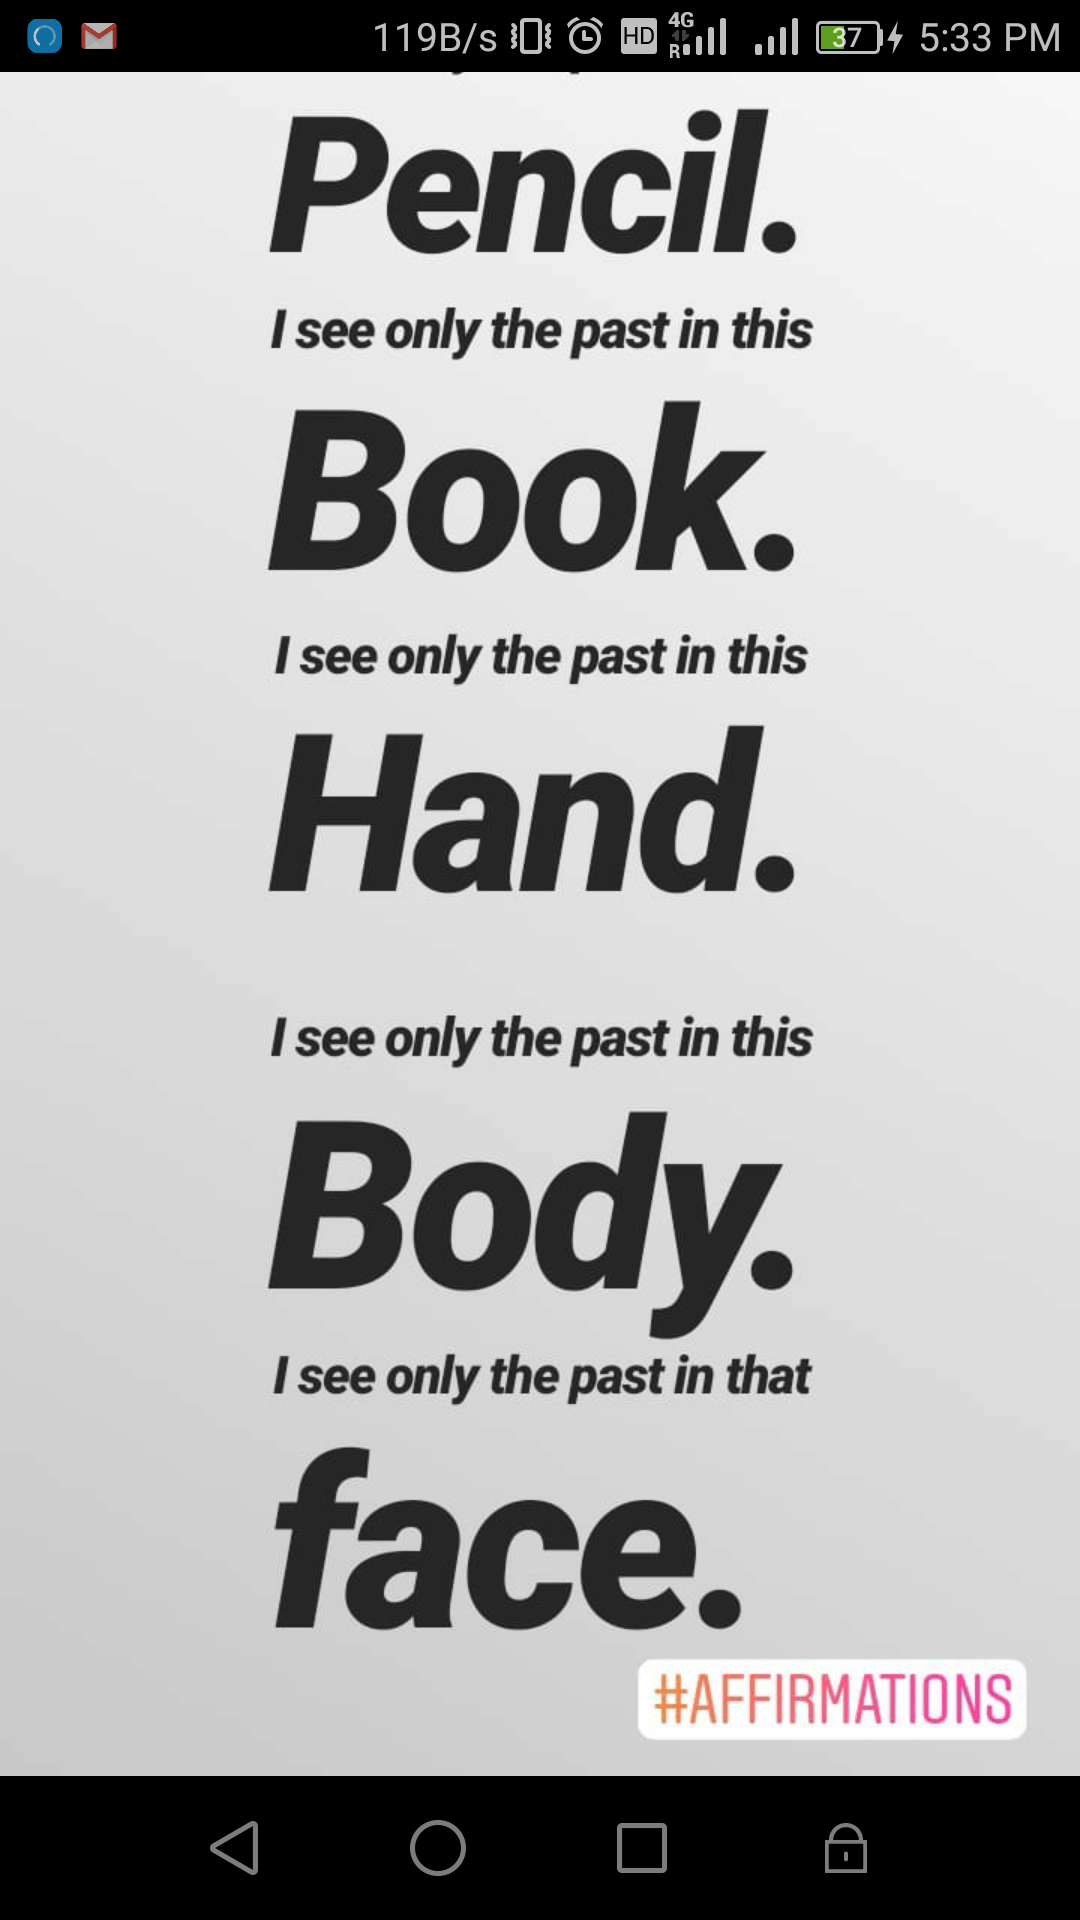 119B/s HD 4G R 37 5:33 PM
Pencil.
I see only the past in this
Book.
I see only the past in this
Hand.
I see only the past in this
Body.
I see only the past in that
face.
#AFFIRMATIONS